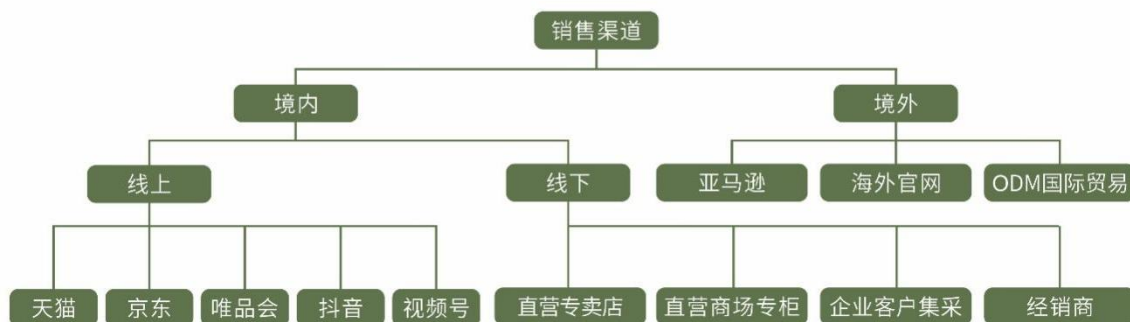 销售渠道
境内
境外
线上
线下
亚马逊
海外官网
ODM国际贸易
天猫
京东
唯品会
抖音
视频号
直营专卖店
直营商场专柜
企业客户集采
经销商